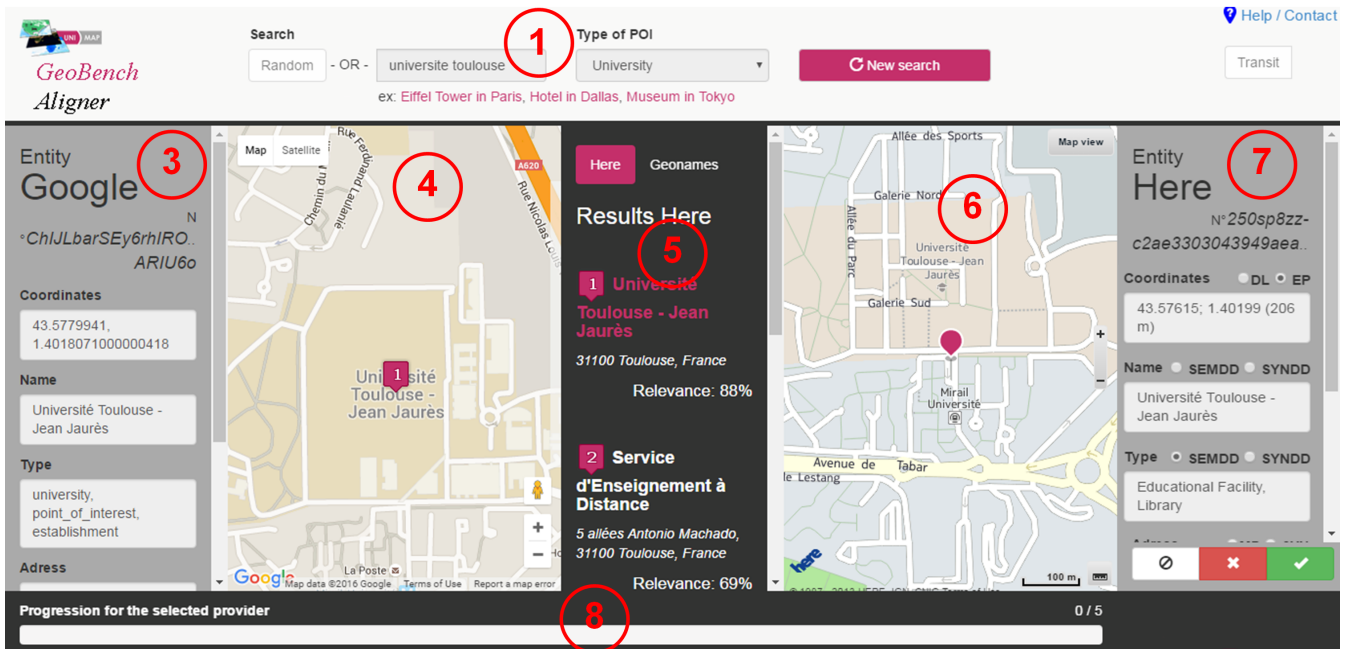 Help / Contact
UNI MAP
GeoBench
Aligner
Search
Random - OR - universite toulouse
Type of POI
University
New search
Transit
ex: Eiffel Tower in Paris, Hotel in Dallas, Museum in Tokyo
1
3
Entity
Google
N
°ChIJLbarSEy6rhIRO..
ARIU6o
Coordinates
43.5779941,
1.4018071000000418
Name
Université Toulouse -
Jean Jaurès
Type
university,
point_of_interest,
establishment
Adress
4
Map Satellite
Rue Ferdinand Laulanié
Chemin du M
A620
Rue Nicolas Louis
1
Université
Toulouse -
Jean Jaurès
La Poste
Google
Map data ©2016 Google Terms of Use Report a map error
5
Here Geonames
Results Here
1 Université
Toulouse - Jean
Jaurès
31100 Toulouse, France
Relevance: 88%
2 Service
d'Enseignement à
Distance
5 allées Antonio Machado,
31100 Toulouse, France
Relevance: 69%
6
Map view
Allée des Sports
Galerie Nord
Allée du Parc
Université
Toulouse - Jean
Jaurès
Galerie Sud
Mirail
Université
Avenue de Tabar
le Lestang
here
100 m
7
Entity
Here
N°250sp8zz-
c2ae3303043949aea..
Coordinates DL EP
43.57615; 1.40199 (206
m)
Name SEMDD SYNDD
Université Toulouse -
Jean Jaurès
Type SEMDD SYNDD
Educational Facility,
Library
8
Progression for the selected provider
0 / 5